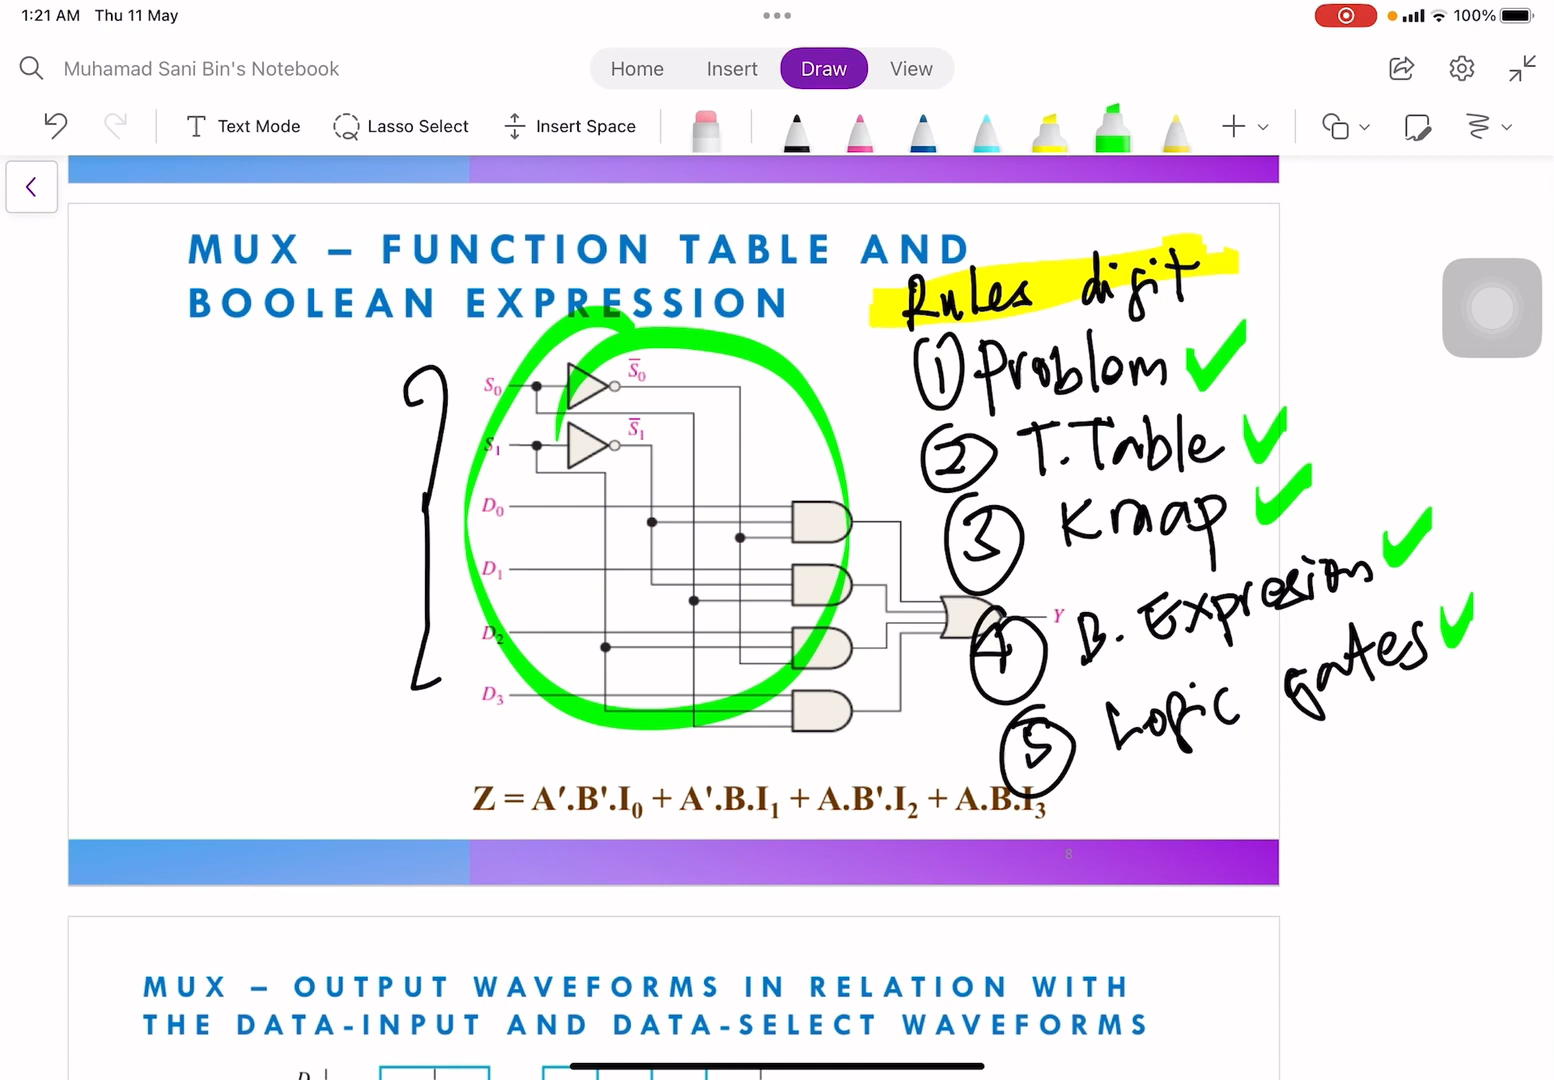 1:21 AM Thu 11 May
100%
Muhamad Sani Bin's Notebook
Home Insert Draw View
Text Mode Lasso Select Insert Space
MUX – FUNCTION TABLE AND
BOOLEAN EXPRESSION
Rules digit
① Problom
② T.Table
③ Kmap
④ B. Expresion
⑤ Logic gates
S₀ S̅₀
S₁ S̅₁
D₀
D₁
D₂
D₃
Y
Z = A'.B'.I₀ + A'.B.I₁ + A.B'.I₂ + A.B.I₃
8
MUX – OUTPUT WAVEFORMS IN RELATION WITH
THE DATA-INPUT AND DATA-SELECT WAVEFORMS